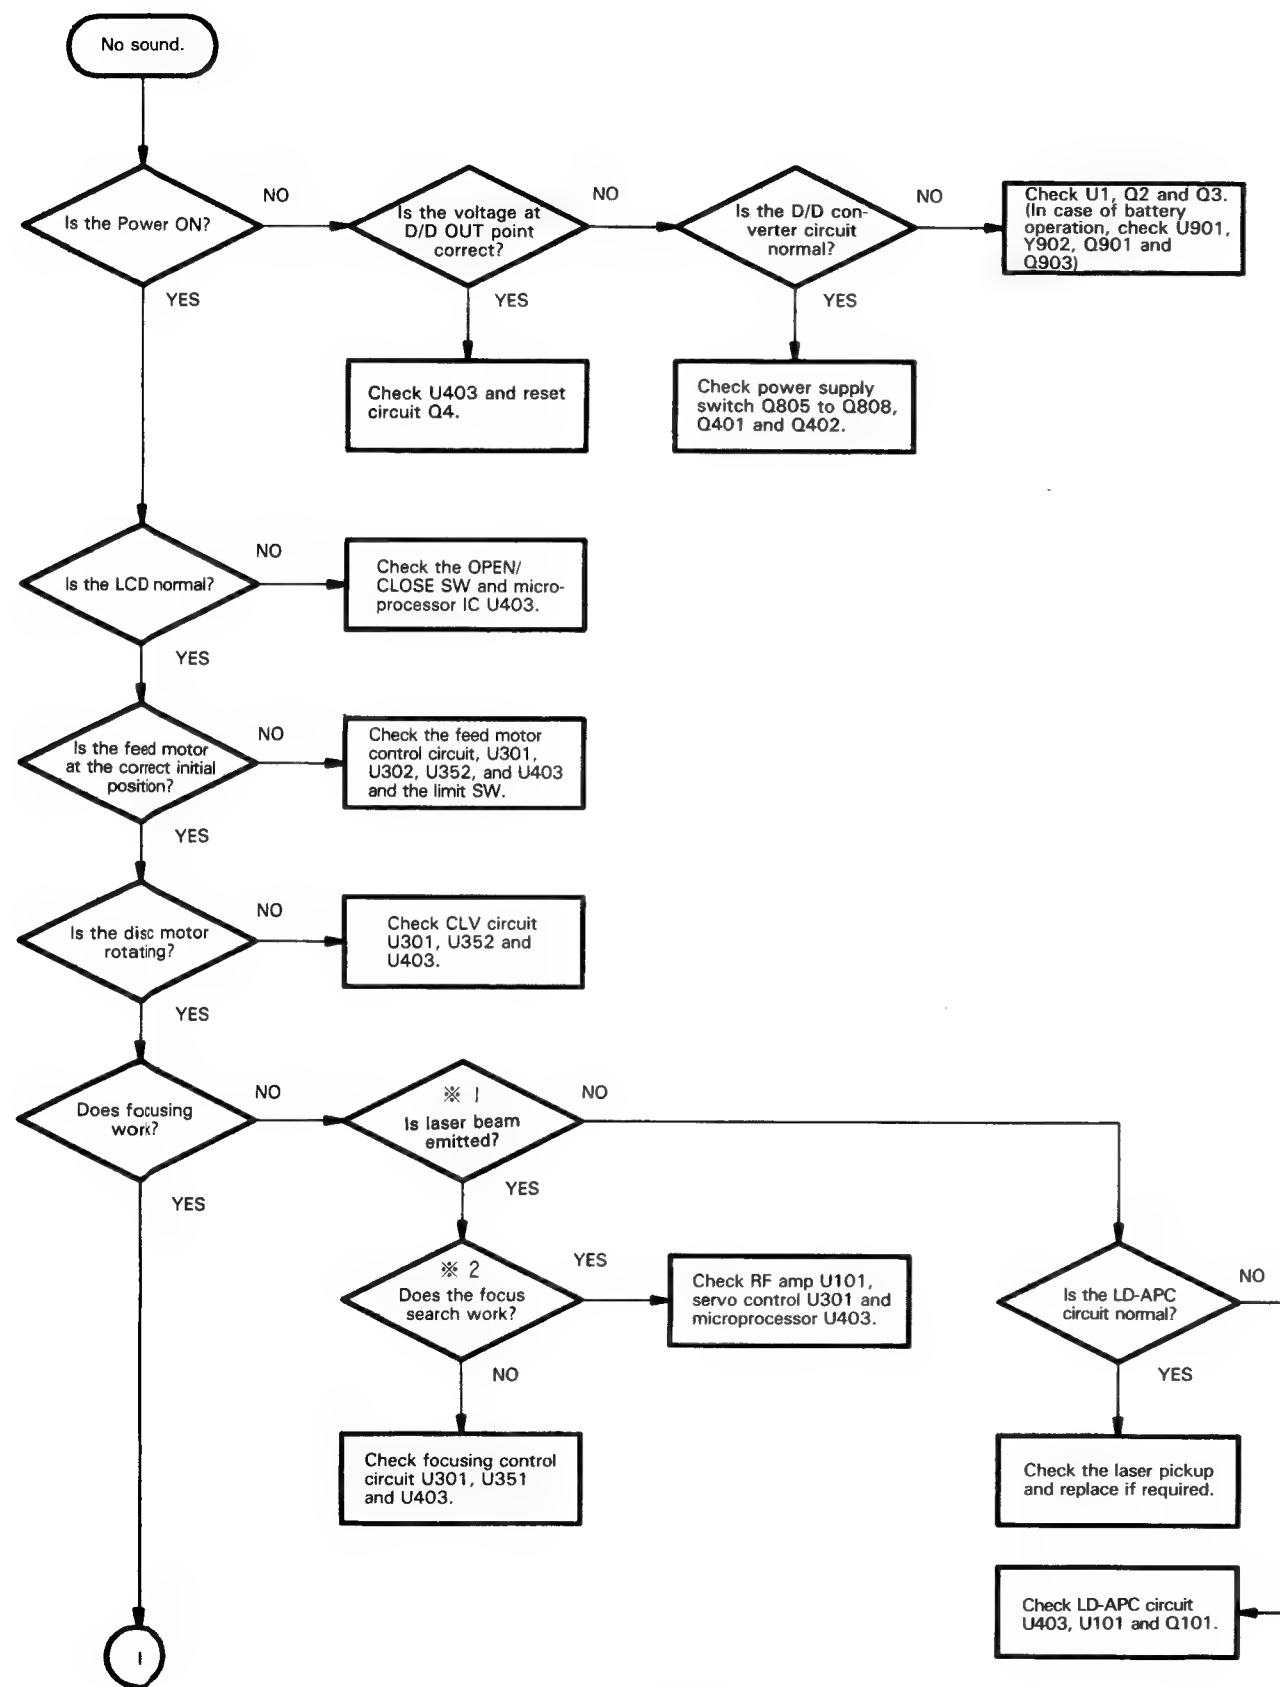 No sound.
Is the Power ON?
NO
YES
Is the voltage at
D/D OUT point
correct?
NO
YES
Is the D/D con-
verter circuit
normal?
NO
YES
Check U1, Q2 and Q3.
(In case of battery
operation, check U901,
Y902, Q901 and
Q903)
Check U403 and reset
circuit Q4.
Check power supply
switch Q805 to Q808,
Q401 and Q402.
Is the LCD normal?
NO
YES
Check the OPEN/
CLOSE SW and micro-
processor IC U403.
Is the feed motor
at the correct initial
position?
NO
YES
Check the feed motor
control circuit, U301,
U302, U352, and U403
and the limit SW.
Is the disc motor
rotating?
NO
YES
Check CLV circuit
U301, U352 and
U403.
Does focusing
work?
NO
YES
※ 1
Is laser beam
emitted?
NO
YES
※ 2
Does the focus
search work?
YES
NO
Check RF amp U101,
servo control U301 and
microprocessor U403.
Is the LD-APC
circuit normal?
NO
YES
Check focusing control
circuit U301, U351
and U403.
Check the laser pickup
and replace if required.
Check LD-APC circuit
U403, U101 and Q101.
1